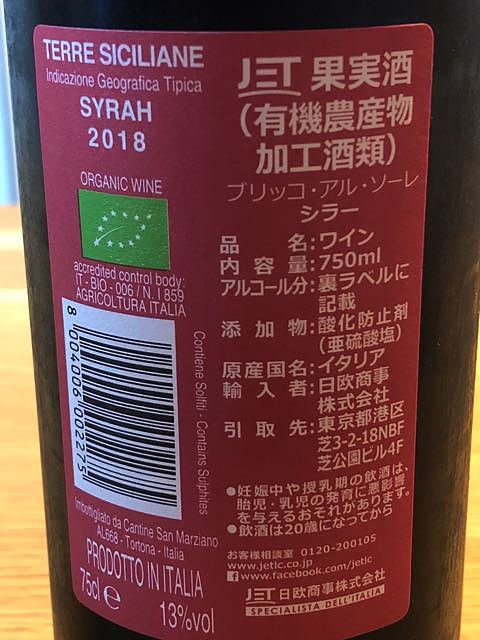 TERRE SICILIANE
Indicazione Geografica Tipica
SYRAH
2018
ORGANIC WINE
accredited control body:
IT - BIO - 006 / N. I 859
AGRICOLTURA ITALIA
8 004006 002275
Contiene Solfiti - Contains Sulphites
Imbottigliato da Cantine San Marziano
AL668 - Tortona - Italia
PRODOTTO IN ITALIA
75cl e 13%vol
JET 果実酒
(有機農産物
加工酒類)
ブリッコ・アル・ソーレ
シラー
品名:ワイン
内容量:750ml
アルコール分:裏ラベルに
記載
添加物:酸化防止剤
(亜硫酸塩)
原産国名:イタリア
輸入者:日欧商事
株式会社
引取先:東京都港区
芝3-2-18NBF
芝公園ビル4F
●妊娠中や授乳期の飲酒は、
胎児・乳児の発育に悪影響
を与えるおそれがあります。
●飲酒は20歳になってから
お客様相談室 0120-200105
www.jetlc.co.jp
f www.facebook.com/jetlc
JET 日欧商事株式会社
SPECIALISTA DELL'ITALIA